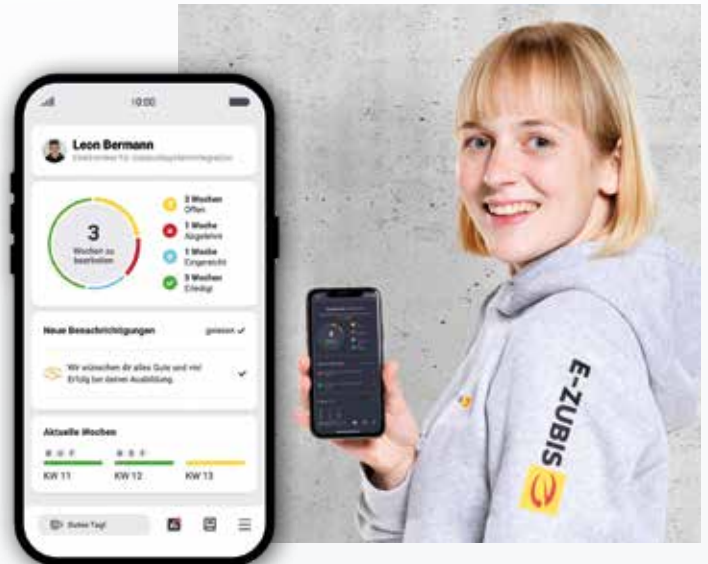 10:00
Leon Bermann
Elektroniker für Gebäudesystemintegration
3
Wochen zu
bearbeiten
2 Wochen
Offen
1 Woche
Abgelehnt
1 Woche
Eingereicht
5 Wochen
Erledigt
Neue Benachrichtigungen
gelesen
Wir wünschen dir alles Gute und viel
Erfolg bei deiner Ausbildung.
Aktuelle Wochen
KW 11
KW 12
KW 13
Guten Tag!
E-ZUBIS